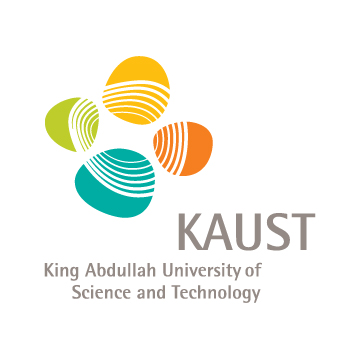 KAUST
King Abdullah University of
Science and Technology